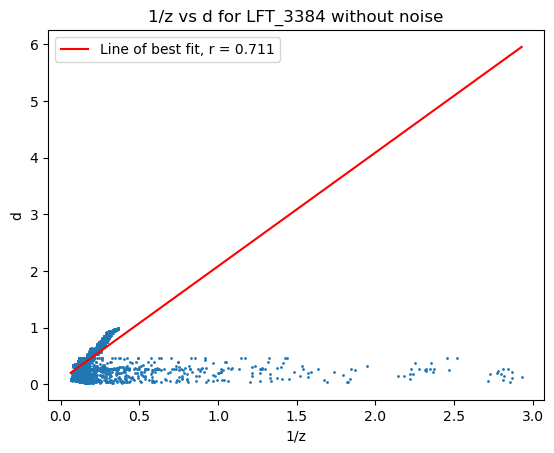 1/z vs d for LFT_3384 without noise
Line of best fit, r = 0.711
6
5
4
3
2
1
0
d
0.0 0.5 1.0 1.5 2.0 2.5 3.0
1/z